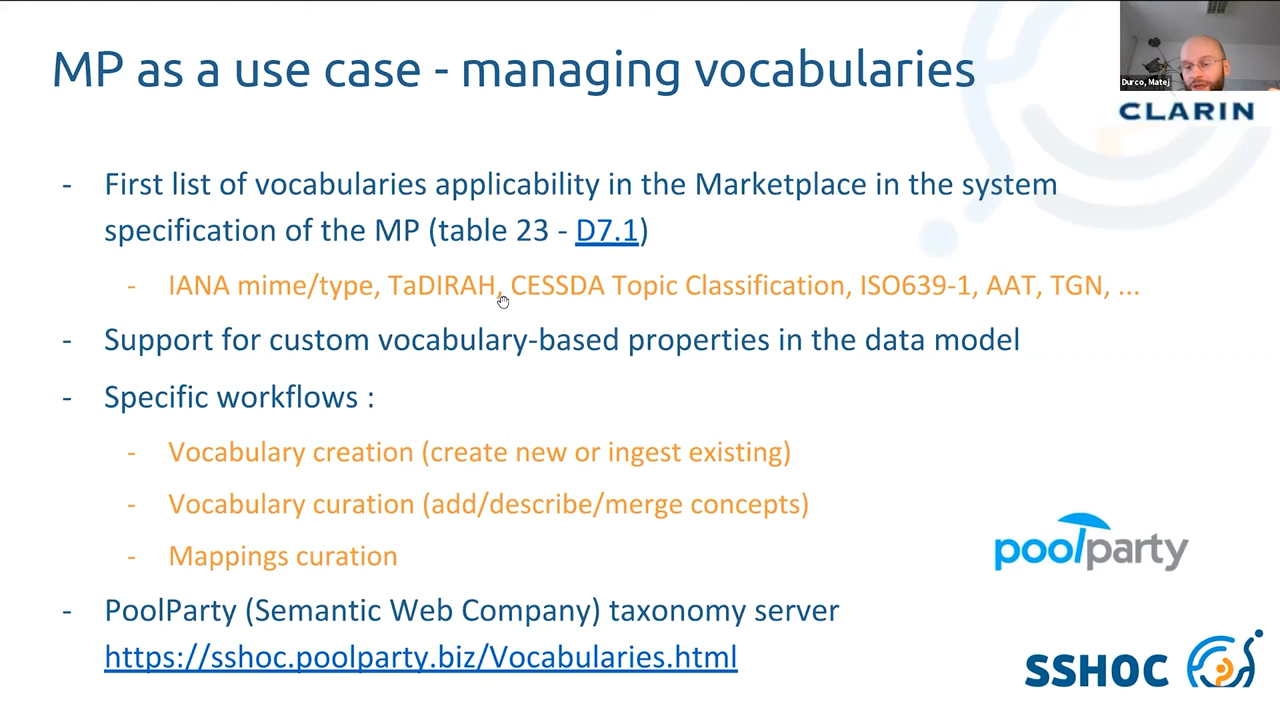 MP as a use case - managing vocabularies
Durco, Matej
CLARIN
- First list of vocabularies applicability in the Marketplace in the system
specification of the MP (table 23 - D7.1)
- IANA mime/type, TaDIRAH, CESSDA Topic Classification, ISO639-1, AAT, TGN, ...
- Support for custom vocabulary-based properties in the data model
- Specific workflows :
- Vocabulary creation (create new or ingest existing)
- Vocabulary curation (add/describe/merge concepts)
- Mappings curation
poolparty
- PoolParty (Semantic Web Company) taxonomy server
https://sshoc.poolparty.biz/Vocabularies.html
SSHOC